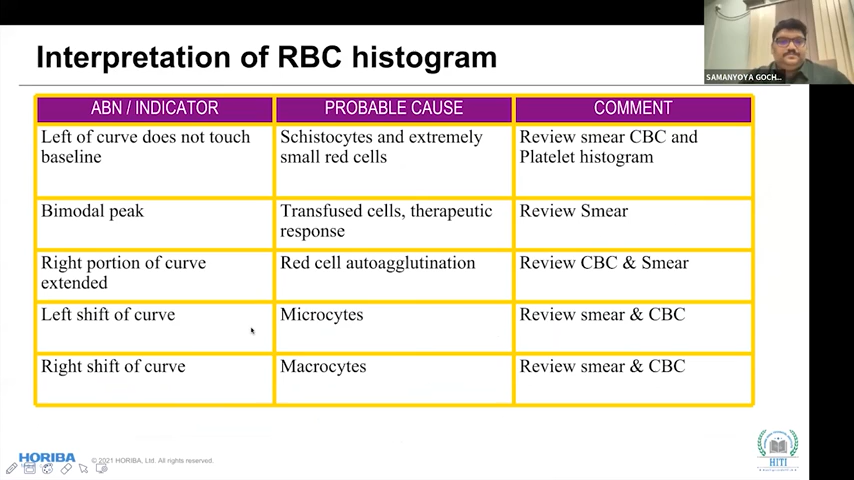 Interpretation of RBC histogram
SAMANYOYA GOCH...
ABN / INDICATOR
PROBABLE CAUSE
COMMENT
Left of curve does not touch
baseline
Schistocytes and extremely
small red cells
Review smear CBC and
Platelet histogram
Bimodal peak
Transfused cells, therapeutic
response
Review Smear
Right portion of curve
extended
Red cell autoagglutination
Review CBC & Smear
Left shift of curve
Microcytes
Review smear & CBC
Right shift of curve
Macrocytes
Review smear & CBC
HORIBA
© 2021 HORIBA, Ltd. All rights reserved.
HITI